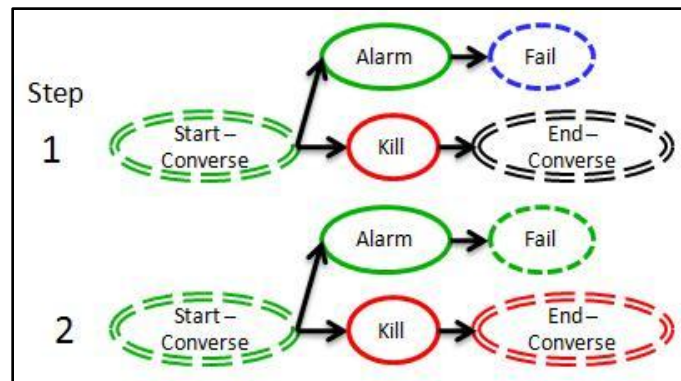 Alarm
Fail
Step
1
Start –
Converse
Kill
End –
Converse
Alarm
Fail
2
Start –
Converse
Kill
End –
Converse